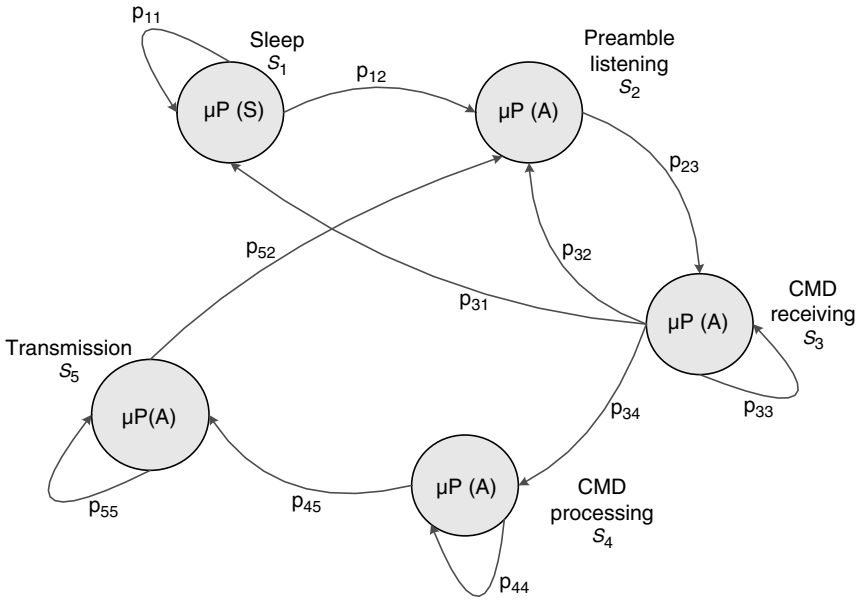 p11
Sleep
S1
µP (S)
p12
Preamble
listening
S2
µP (A)
p23
p52
p32
p31
CMD
receiving
S3
µP (A)
p33
Transmission
S5
µP(A)
p34
p55
p45
µP (A)
CMD
processing
S4
p44